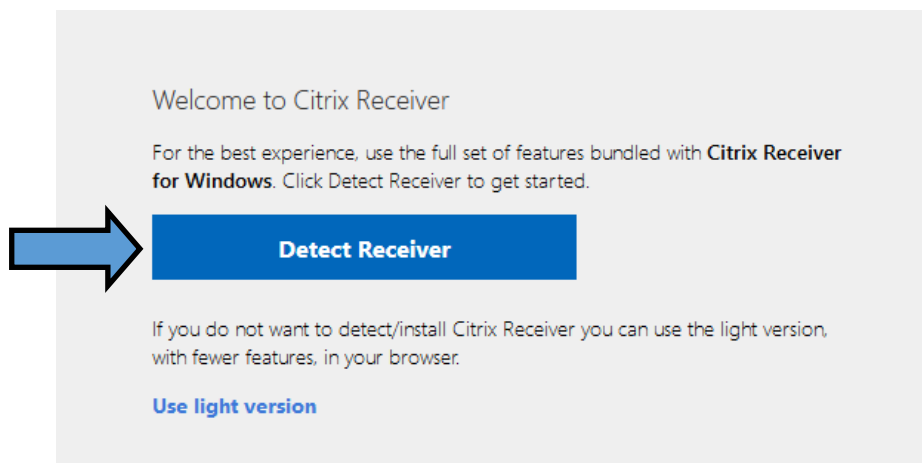 Welcome to Citrix Receiver
For the best experience, use the full set of features bundled with Citrix Receiver
for Windows. Click Detect Receiver to get started.
Detect Receiver
If you do not want to detect/install Citrix Receiver you can use the light version,
with fewer features, in your browser.
Use light version